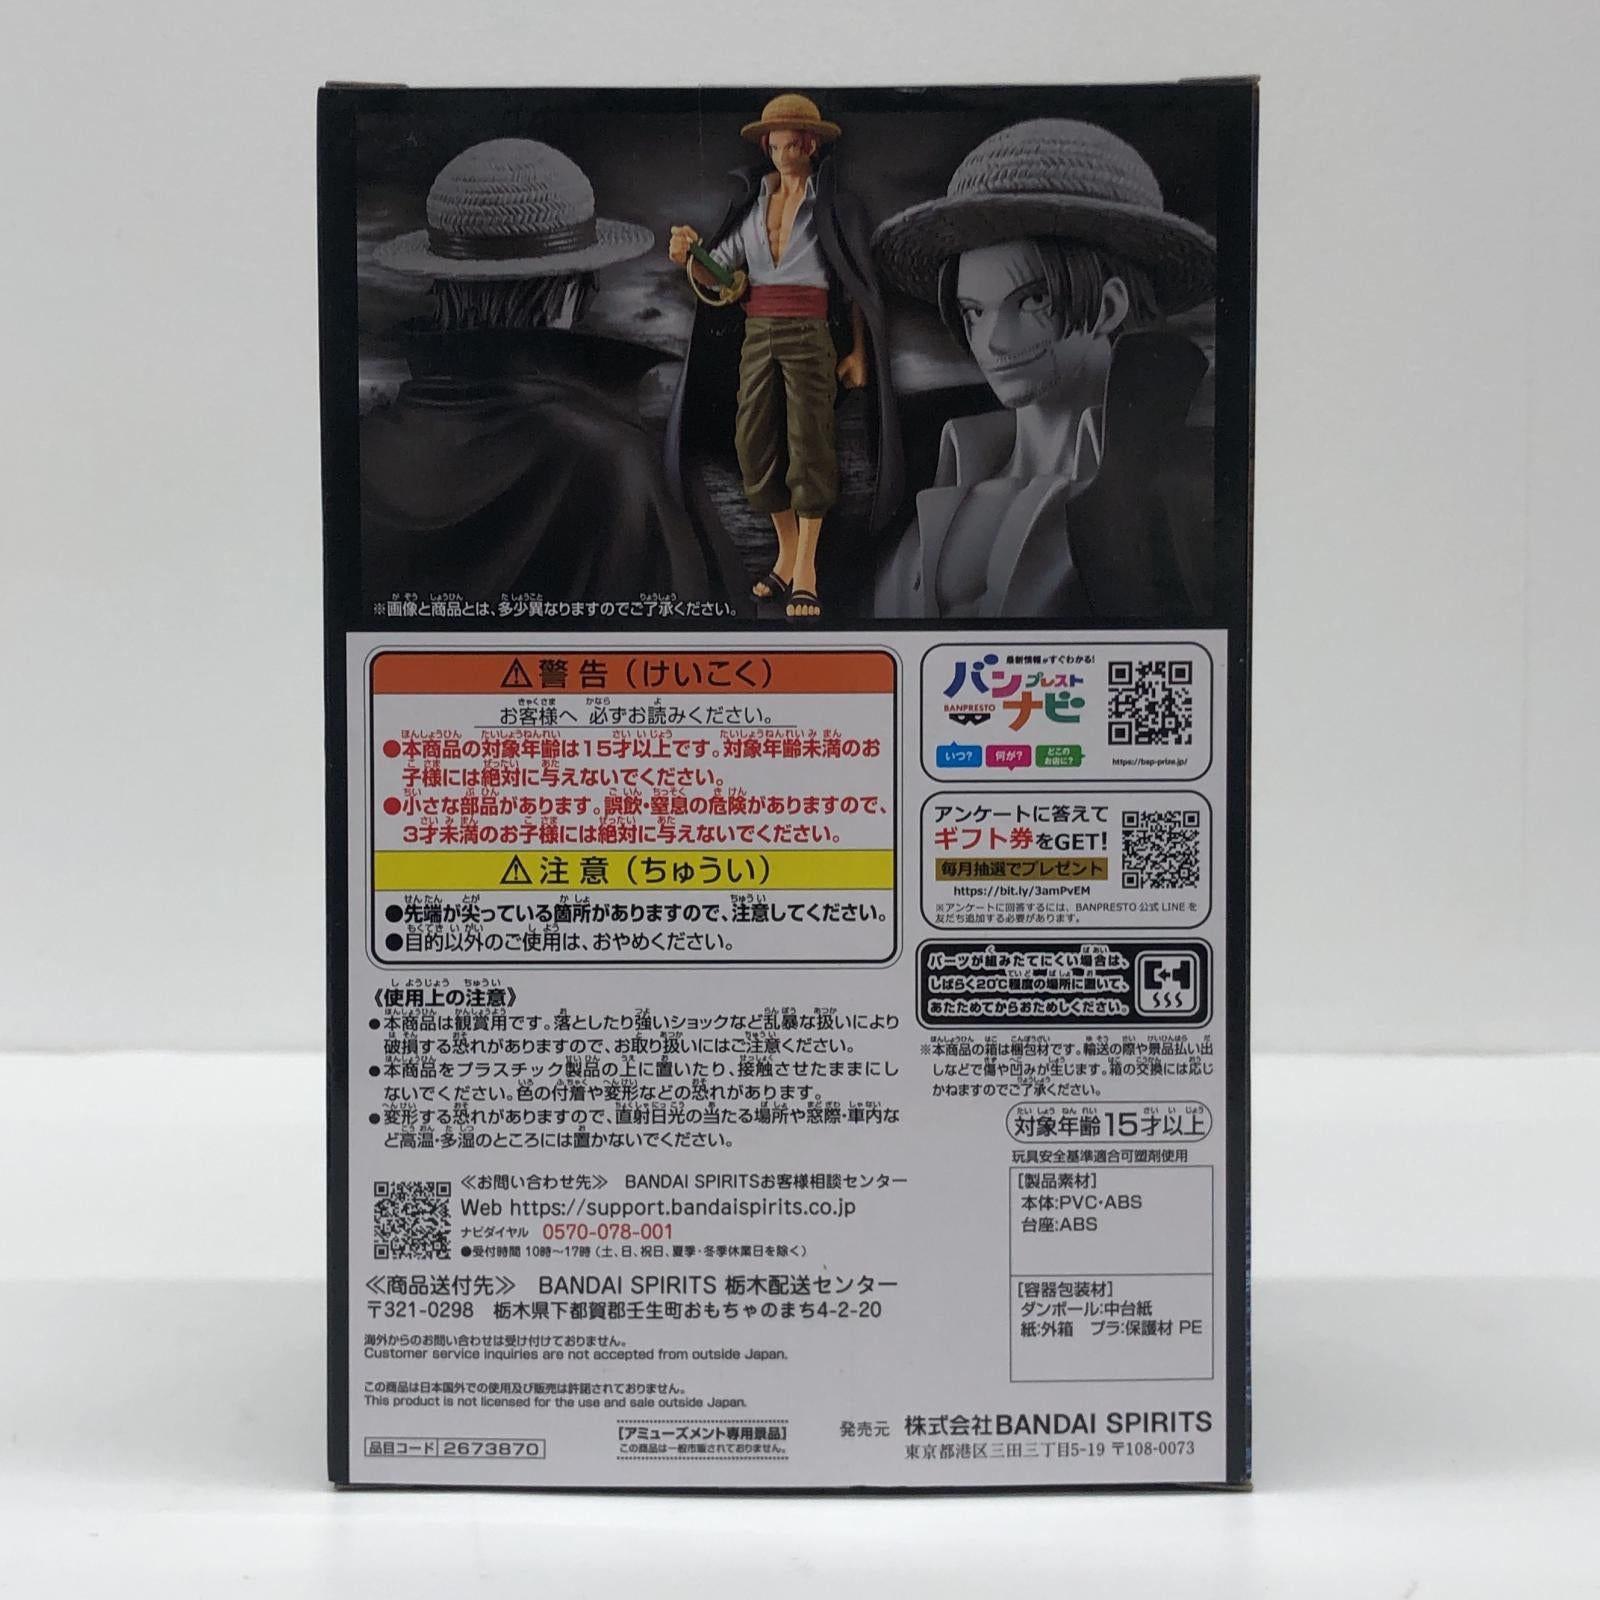 ※画像と商品とは、多少異なりますのでご了承ください。
⚠警告（けいこく）
お客様へ 必ずお読みください。
●本商品の対象年齢は15才以上です。対象年齢未満のお
子様には絶対に与えないでください。
●小さな部品があります。誤飲・窒息の危険がありますので、
3才未満のお子様には絶対に与えないでください。
⚠注意（ちゅうい）
●先端が尖っている箇所がありますので、注意してください。
●目的以外のご使用は、おやめください。
《使用上の注意》
●本商品は観賞用です。落としたり強いショックなど乱暴な扱いにより
破損する恐れがありますので、お取り扱いにはご注意ください。
●本商品をプラスチック製品の上に置いたり、接触させたままにし
ないでください。色の付着や変形などの恐れがあります。
●変形する恐れがありますので、直射日光の当たる場所や窓際・車内な
ど高温・多湿のところには置かないでください。
≪お問い合わせ先≫ BANDAI SPIRITSお客様相談センター
Web https://support.bandaispirits.co.jp
ナビダイヤル 0570-078-001
●受付時間 10時～17時（土、日、祝日、夏季・冬季休業日を除く）
≪商品送付先≫ BANDAI SPIRITS 栃木配送センター
〒321-0298 栃木県下都賀郡壬生町おもちゃのまち4-2-20
海外からのお問い合わせは受け付けておりません。
Customer service inquiries are not accepted from outside Japan.
この商品は日本国外での使用及び販売は許諾されておりません。
This product is not licensed for the use and sale outside Japan.
品目コード 2673870
[アミューズメント専用景品]
この商品は一般市販されておりません。
最新情報がすぐわかる!
バンプレスト
BANPRESTO
ナビ
いつ? 何が? どこのお店に?
https://bsp-prize.jp/
アンケートに答えて
ギフト券をGET!
毎月抽選でプレゼント
https://bit.ly/3amPvEM
※アンケートに回答するには、BANPRESTO公式LINEを
友だち追加する必要があります。
パーツが組みたてにくい場合は、
しばらく20℃程度の場所に置いて、
あたためてからおためしください。
※本商品の箱は梱包材です。輸送の際や景品払い出
しなどで傷や凹みが生じます。箱の交換には応じ
かねますのでご了承ください。
対象年齢15才以上
玩具安全基準適合可塑剤使用
[製品素材]
本体:PVC・ABS
台座:ABS
[容器包装材]
ダンボール:中台紙
紙:外箱 プラ:保護材 PE
発売元 株式会社BANDAI SPIRITS
東京都港区三田三丁目5-19 〒108-0073